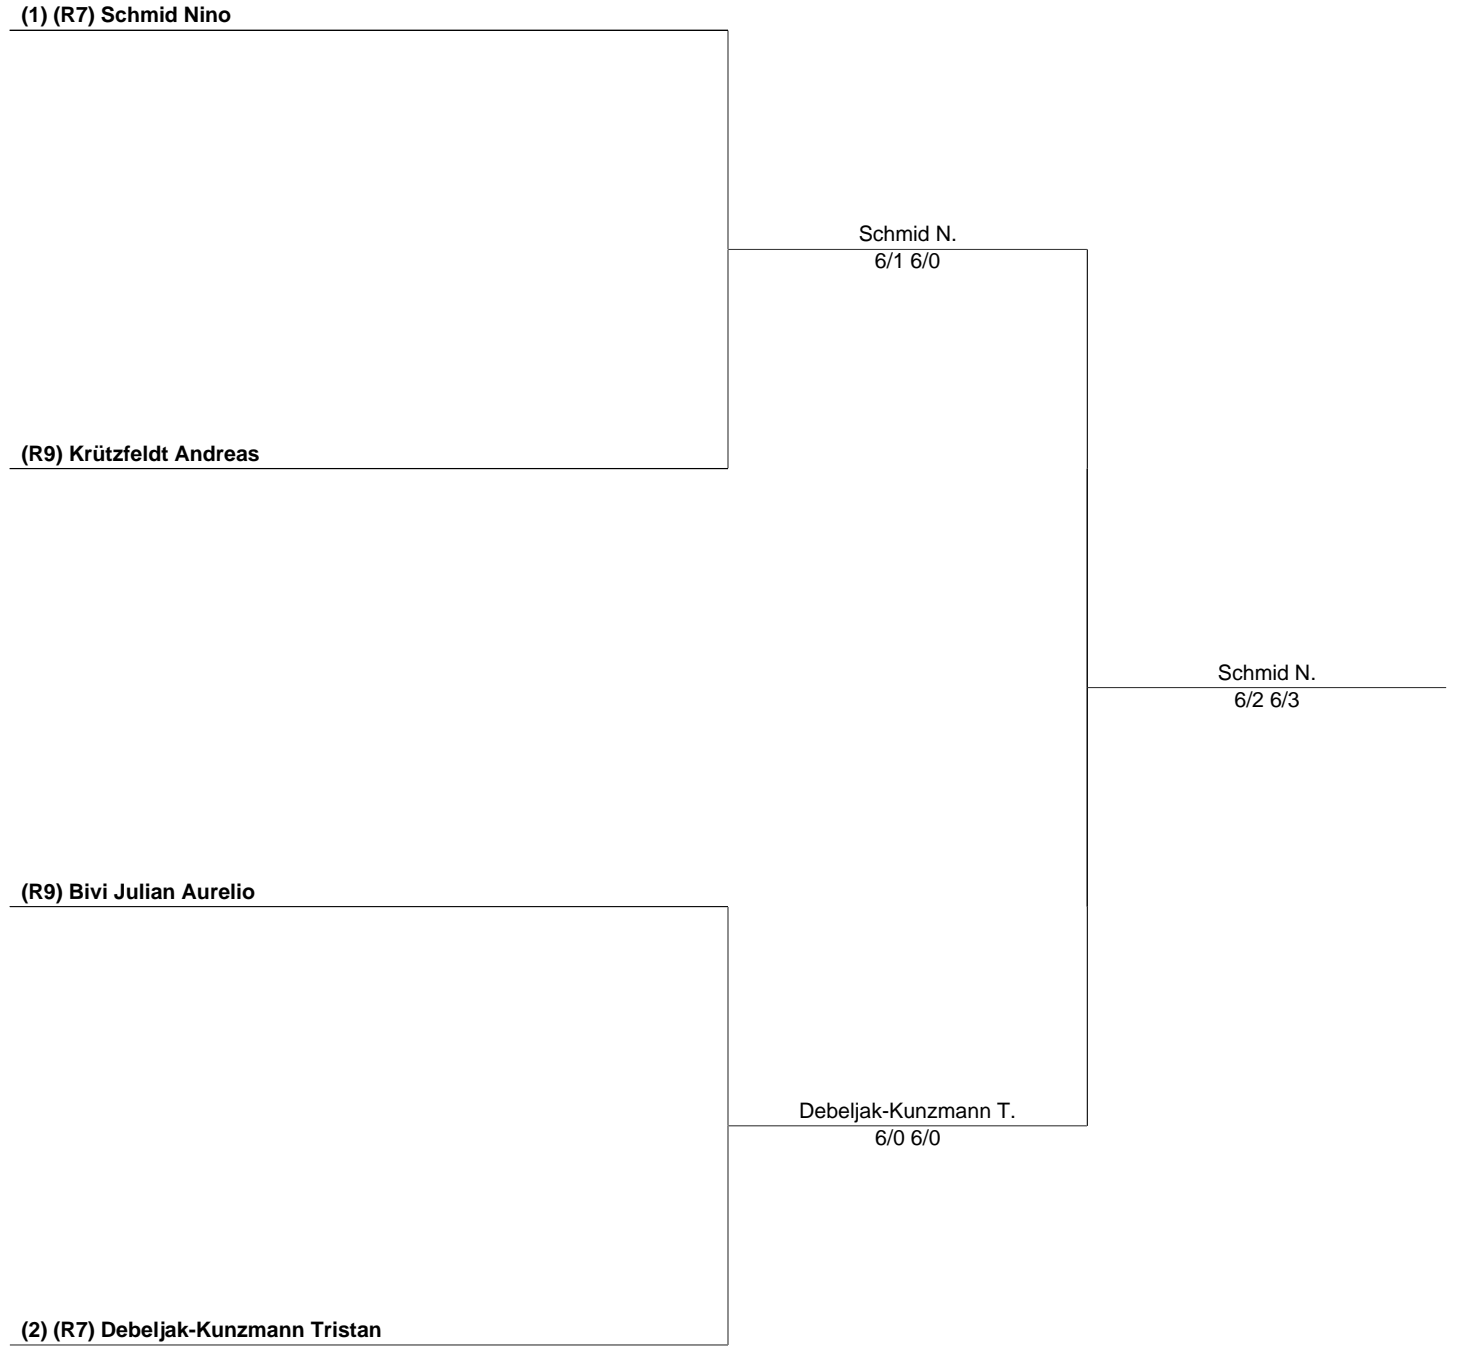 (1) (R7) Schmid Nino
Schmid N.
6/1 6/0
(R9) Krützfeldt Andreas
Schmid N.
6/2 6/3
(R9) Bivi Julian Aurelio
Debeljak-Kunzmann T.
6/0 6/0
(2) (R7) Debeljak-Kunzmann Tristan